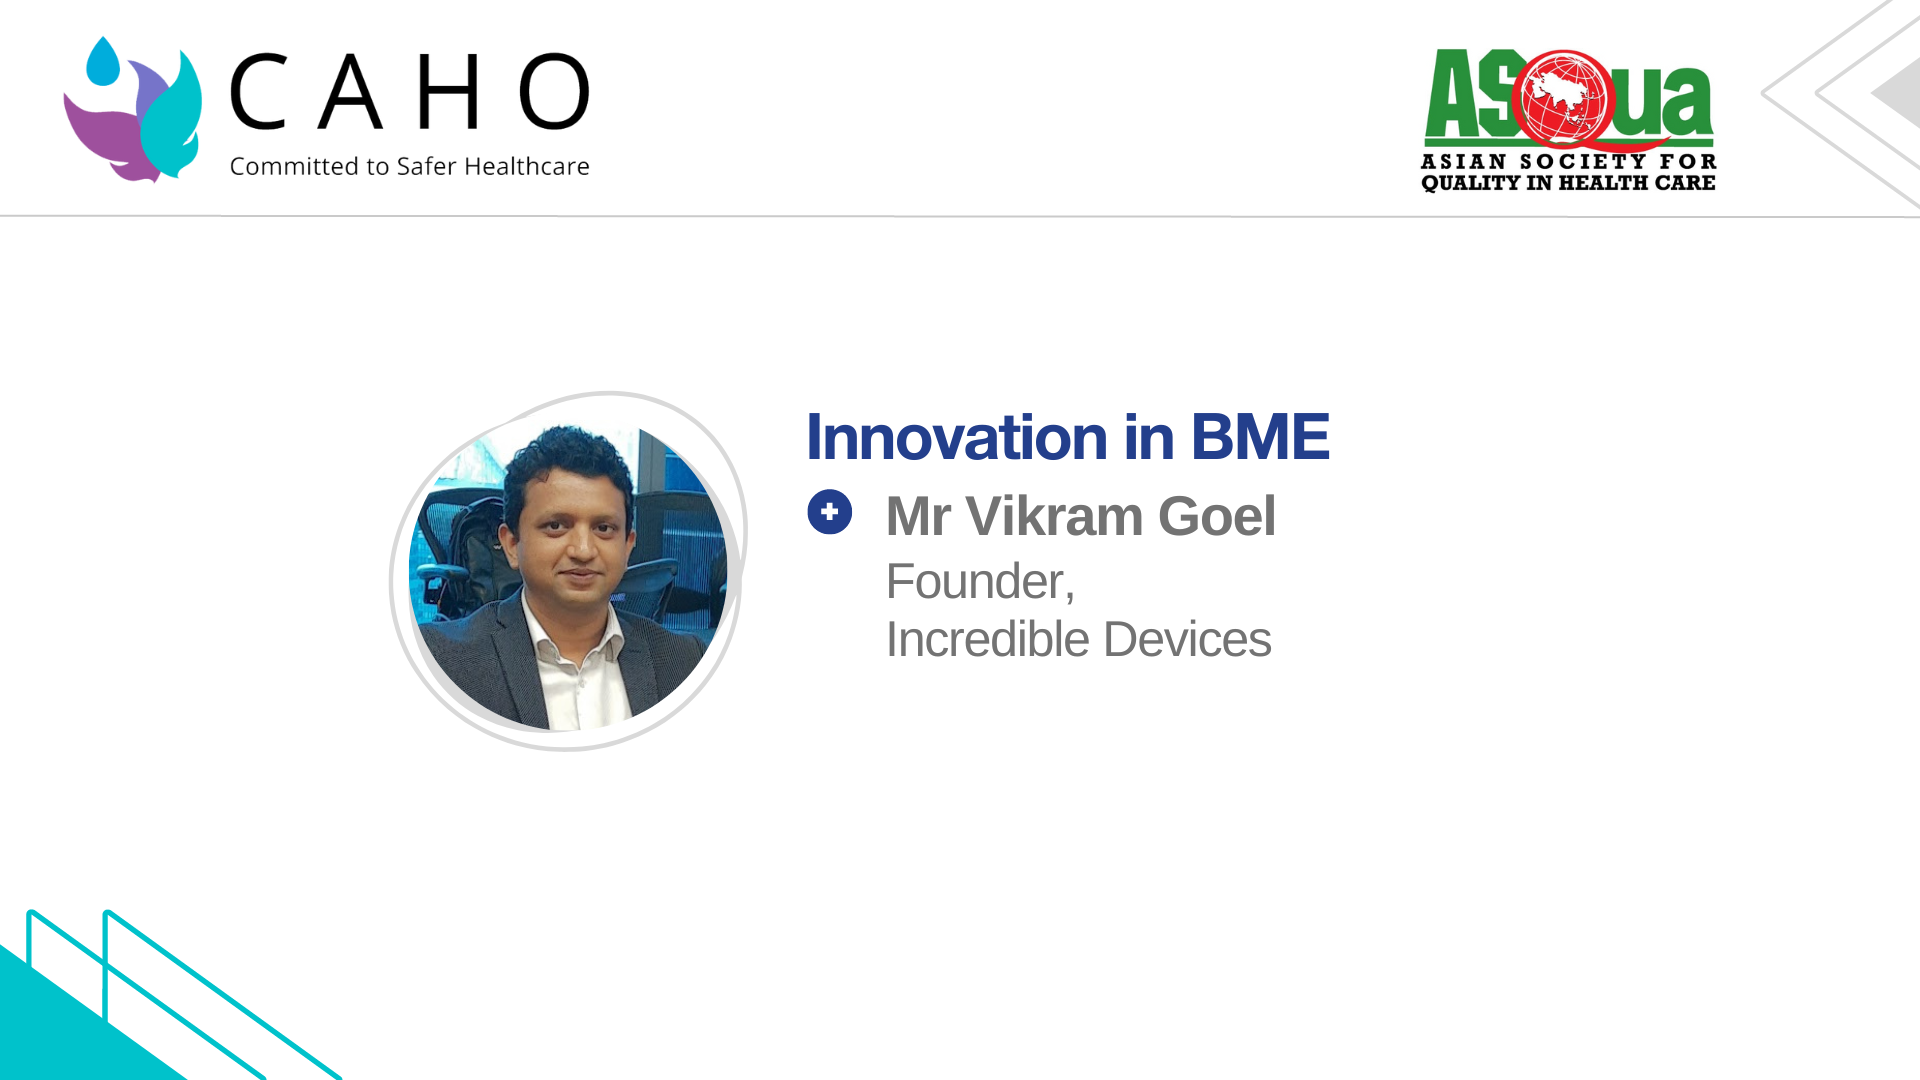 CAHO
Committed to Safer Healthcare
ASQua
ASIAN SOCIETY FOR
QUALITY IN HEALTH CARE
Innovation in BME
Mr Vikram Goel
Founder,
Incredible Devices